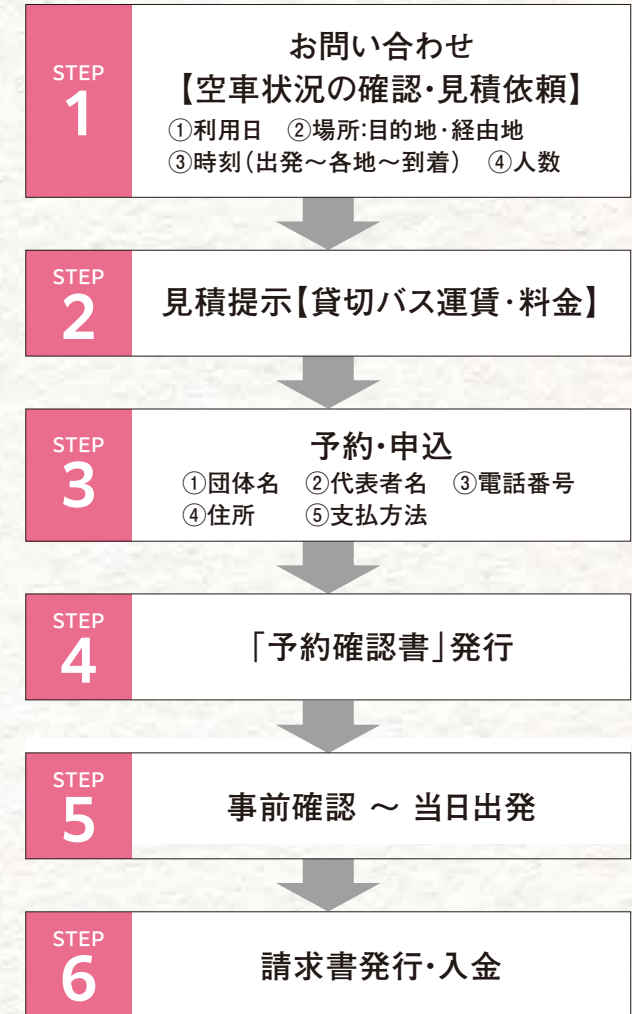 STEP
1
お問い合わせ
【空車状況の確認・見積依頼】
①利用日　②場所:目的地・経由地
③時刻（出発～各地～到着）　④人数
STEP
2
見積提示【貸切バス運賃・料金】
STEP
3
予約・申込
①団体名　②代表者名　③電話番号
④住所　　⑤支払方法
STEP
4
「予約確認書」発行
STEP
5
事前確認 ～ 当日出発
STEP
6
請求書発行・入金